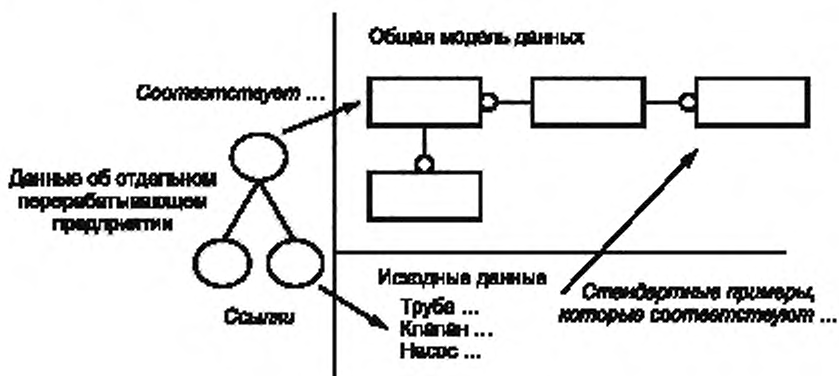 Общая модель данных
Соответствует ...
Данные об отдельном
перерабатывающем
предприятии
Ссылки
Исходные данные
Труба ...
Клапан ...
Насос ...
Стандартные примеры,
которые соответствуют ...